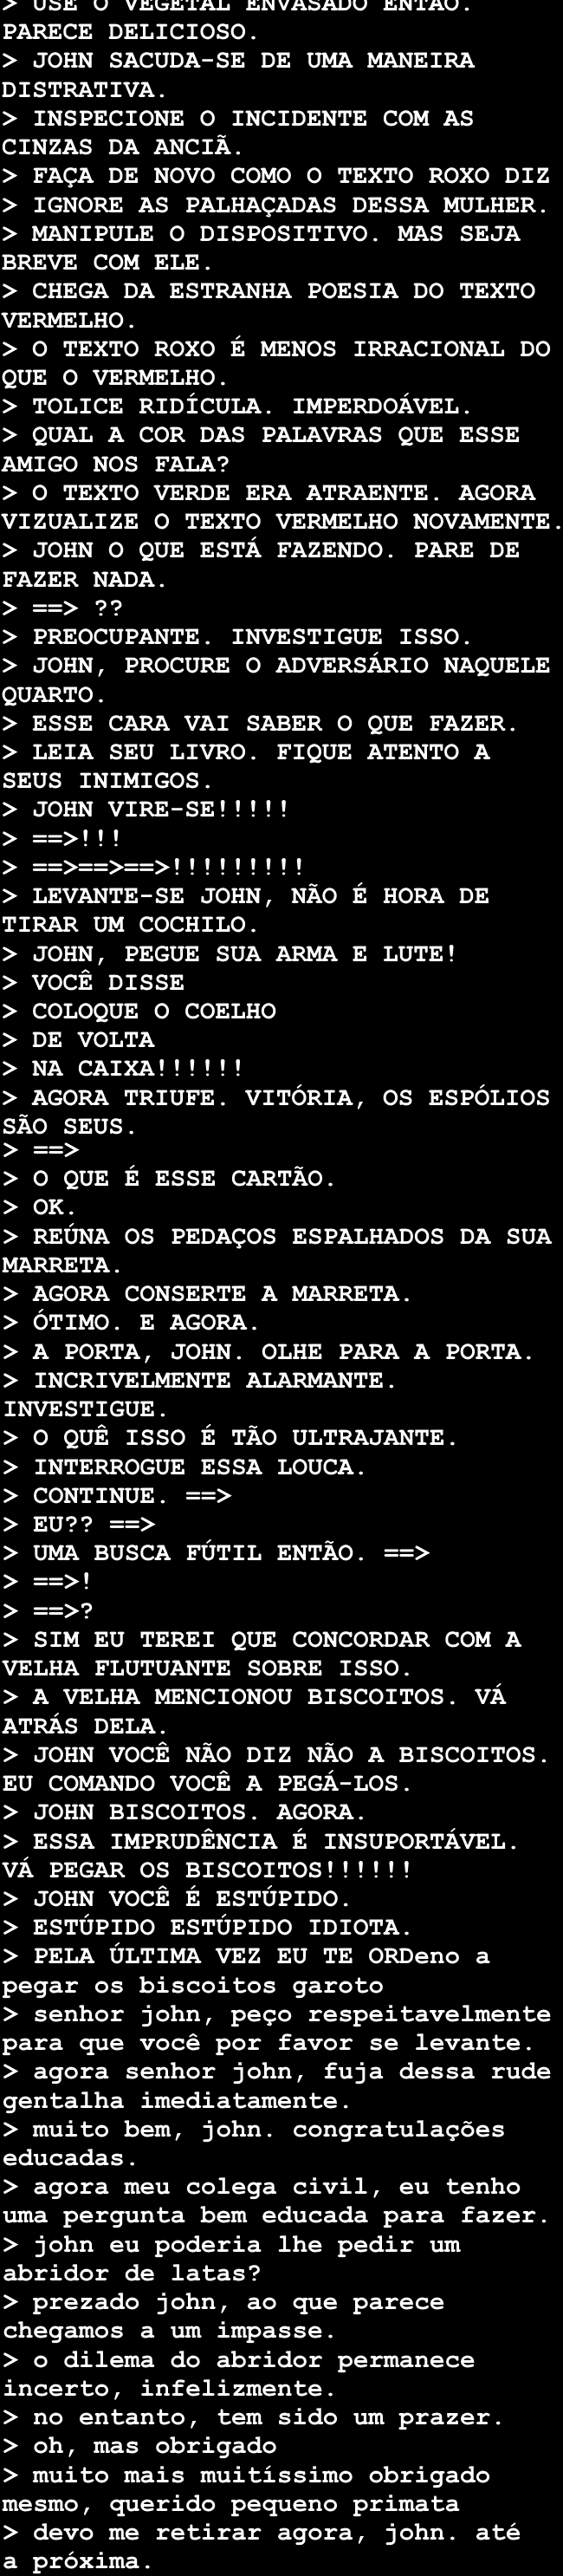 > USE O VEGETAL ENVASADO ENTÃO.
PARECE DELICIOSO.
> JOHN SACUDA-SE DE UMA MANEIRA
DISTRATIVA.
> INSPECIONE O INCIDENTE COM AS
CINZAS DA ANCIÃ.
> FAÇA DE NOVO COMO O TEXTO ROXO DIZ
> IGNORE AS PALHAÇADAS DESSA MULHER.
> MANIPULE O DISPOSITIVO. MAS SEJA
BREVE COM ELE.
> CHEGA DA ESTRANHA POESIA DO TEXTO
VERMELHO.
> O TEXTO ROXO É MENOS IRRACIONAL DO
QUE O VERMELHO.
> TOLICE RIDÍCULA. IMPERDOÁVEL.
> QUAL A COR DAS PALAVRAS QUE ESSE
AMIGO NOS FALA?
> O TEXTO VERDE ERA ATRAENTE. AGORA
VIZUALIZE O TEXTO VERMELHO NOVAMENTE.
> JOHN O QUE ESTÁ FAZENDO. PARE DE
FAZER NADA.
> ==> ??
> PREOCUPANTE. INVESTIGUE ISSO.
> JOHN, PROCURE O ADVERSÁRIO NAQUELE
QUARTO.
> ESSE CARA VAI SABER O QUE FAZER.
> LEIA SEU LIVRO. FIQUE ATENTO A
SEUS INIMIGOS.
> JOHN VIRE-SE!!!!!
> ==>!!!
> ==>==>==>!!!!!!!!!
> LEVANTE-SE JOHN, NÃO É HORA DE
TIRAR UM COCHILO.
> JOHN, PEGUE SUA ARMA E LUTE!
> VOCÊ DISSE
> COLOQUE O COELHO
> DE VOLTA
> NA CAIXA!!!!!!
> AGORA TRIUFE. VITÓRIA, OS ESPÓLIOS
SÃO SEUS.
> ==>
> O QUE É ESSE CARTÃO.
> OK.
> REÚNA OS PEDAÇOS ESPALHADOS DA SUA
MARRETA.
> AGORA CONSERTE A MARRETA.
> ÓTIMO. E AGORA.
> A PORTA, JOHN. OLHE PARA A PORTA.
> INCRIVELMENTE ALARMANTE.
INVESTIGUE.
> O QUÊ ISSO É TÃO ULTRAJANTE.
> INTERROGUE ESSA LOUCA.
> CONTINUE. ==>
> EU?? ==>
> UMA BUSCA FÚTIL ENTÃO. ==>
> ==>!
> ==>?
> SIM EU TEREI QUE CONCORDAR COM A
VELHA FLUTUANTE SOBRE ISSO.
> A VELHA MENCIONOU BISCOITOS. VÁ
ATRÁS DELA.
> JOHN VOCÊ NÃO DIZ NÃO A BISCOITOS.
EU COMANDO VOCÊ A PEGÁ-LOS.
> JOHN BISCOITOS. AGORA.
> ESSA IMPRUDÊNCIA É INSUPORTÁVEL.
VÁ PEGAR OS BISCOITOS!!!!!!
> JOHN VOCÊ É ESTÚPIDO.
> ESTÚPIDO ESTÚPIDO IDIOTA.
> PELA ÚLTIMA VEZ EU TE ORDeno a
pegar os biscoitos garoto
> senhor john, peço respeitavelmente
para que você por favor se levante.
> agora senhor john, fuja dessa rude
gentalha imediatamente.
> muito bem, john. congratulações
educadas.
> agora meu colega civil, eu tenho
uma pergunta bem educada para fazer.
> john eu poderia lhe pedir um
abridor de latas?
> prezado john, ao que parece
chegamos a um impasse.
> o dilema do abridor permanece
incerto, infelizmente.
> no entanto, tem sido um prazer.
> oh, mas obrigado
> muito mais muitíssimo obrigado
mesmo, querido pequeno primata
> devo me retirar agora, john. até
a próxima.